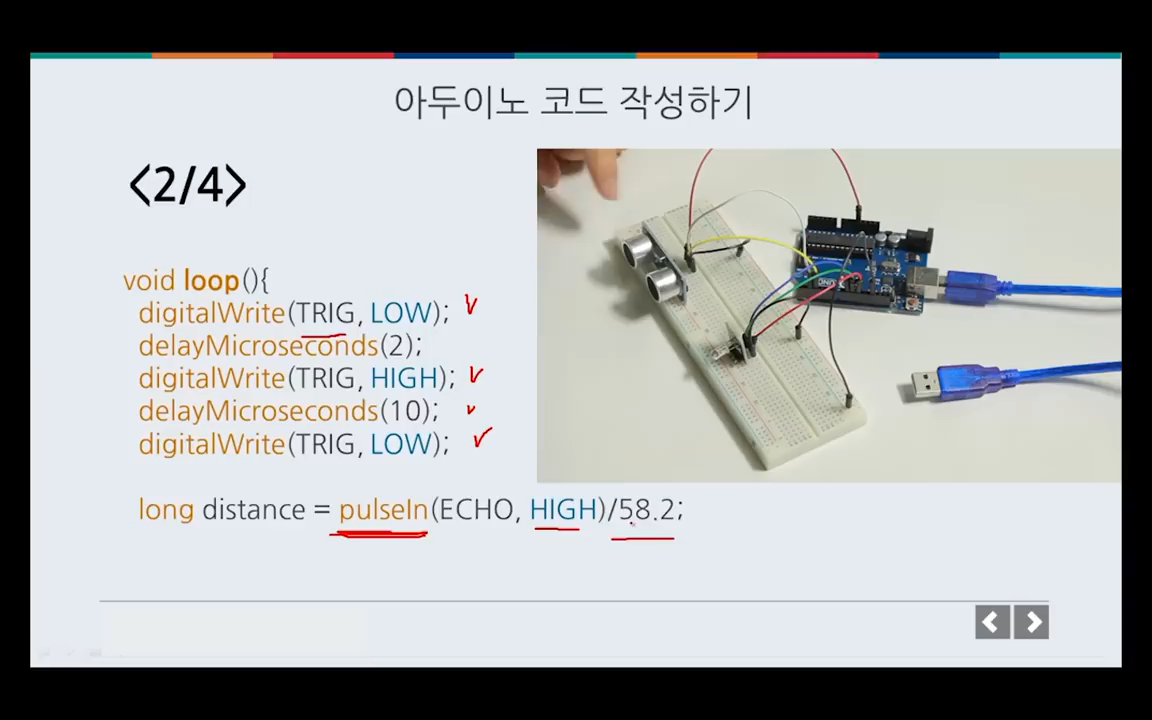 아두이노 코드 작성하기
<2/4>
void loop(){
digitalWrite(TRIG, LOW);
delayMicroseconds(2);
digitalWrite(TRIG, HIGH);
delayMicroseconds(10);
digitalWrite(TRIG, LOW);
long distance = pulseIn(ECHO, HIGH)/58.2;